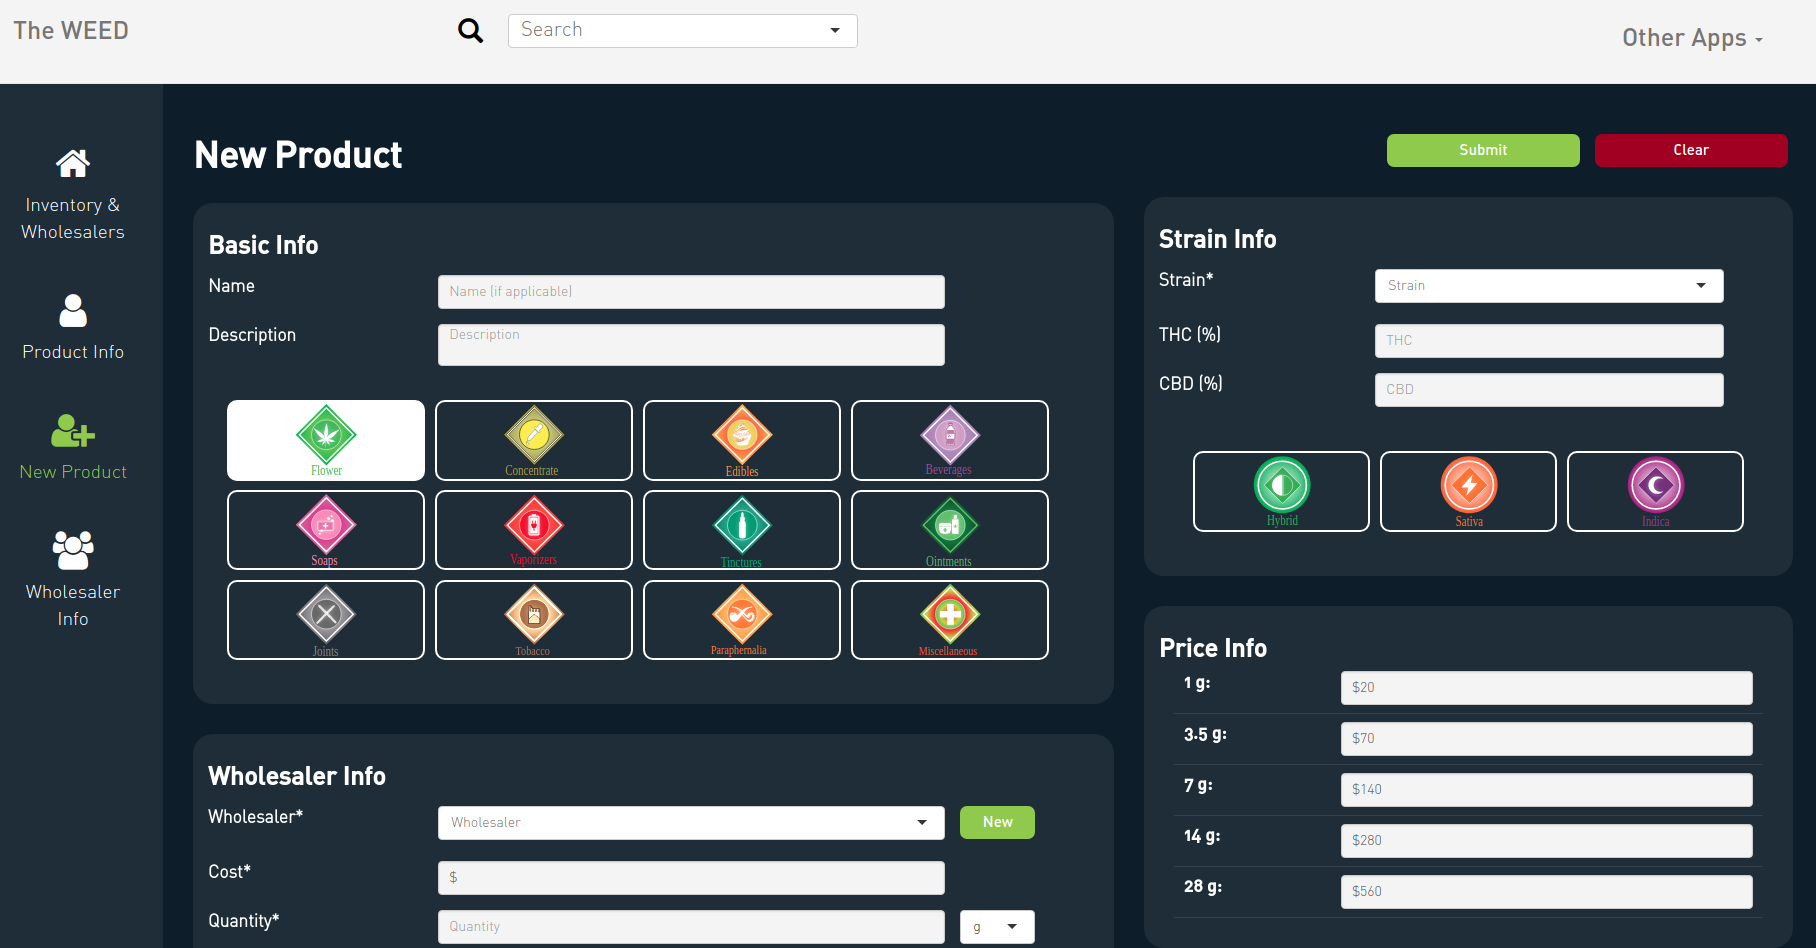 The WEED
Search
Other Apps
Inventory &
Wholesalers
Product Info
New Product
Wholesaler
Info
New Product
Submit
Clear
Basic Info
Name
Name (if applicable)
Description
Description
Flower
Concentrate
Edibles
Beverages
Soaps
Vaporizers
Tinctures
Ointments
Joints
Tobacco
Paraphernalia
Miscellaneous
Wholesaler Info
Wholesaler*
Wholesaler
New
Cost*
$
Quantity*
Quantity
g
Strain Info
Strain*
Strain
THC (%)
THC
CBD (%)
CBD
Hybrid
Sativa
Indica
Price Info
1 g:
$20
3.5 g:
$70
7 g:
$140
14 g:
$280
28 g:
$560